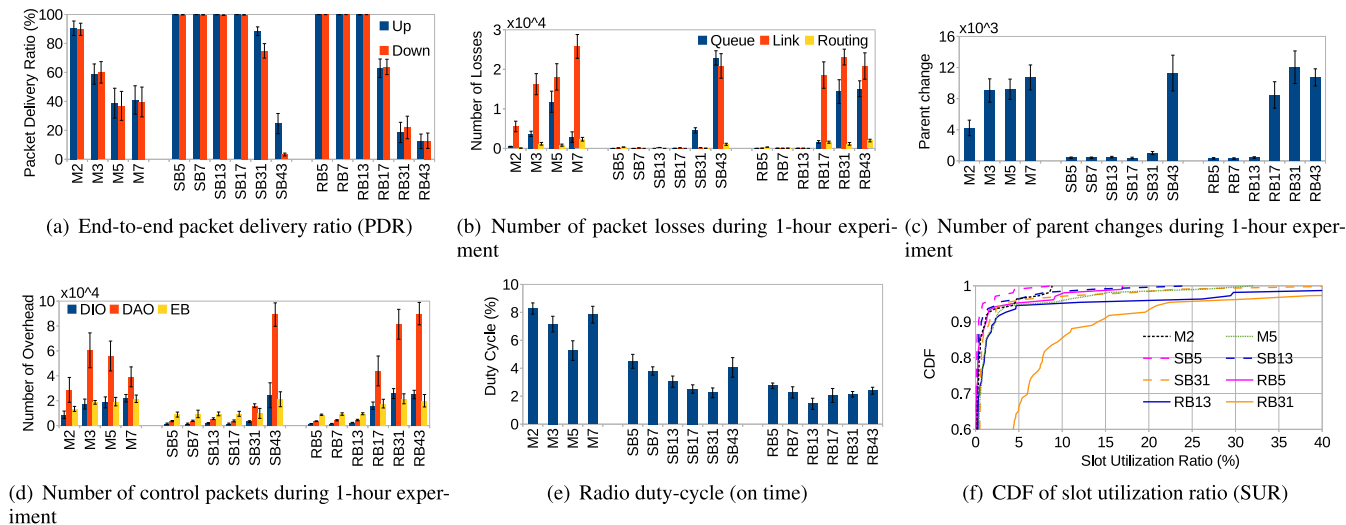 Packet Delivery Ratio (%)
100
80
60
40
20
0
Up
Down
M2 M3 M5 M7 SB5 SB7 SB13 SB17 SB31 SB43 RB5 RB7 RB13 RB17 RB31 RB43
(a) End-to-end packet delivery ratio (PDR)
x10^4
Number of Losses
3
2
1
0
Queue Link Routing
M2 M3 M5 M7 SB5 SB7 SB13 SB17 SB31 SB43 RB5 RB7 RB13 RB17 RB31 RB43
(b) Number of packet losses during 1-hour experi-
ment
x10^3
Parent change
16
12
8
4
0
M2 M3 M5 M7 SB5 SB7 SB13 SB17 SB31 SB43 RB5 RB7 RB13 RB17 RB31 RB43
(c) Number of parent changes during 1-hour exper-
iment
x10^4
Number of Overhead
10
8
6
4
2
0
DIO DAO EB
M2 M3 M5 M7 SB5 SB7 SB13 SB17 SB31 SB43 RB5 RB7 RB13 RB17 RB31 RB43
(d) Number of control packets during 1-hour exper-
iment
Duty Cycle (%)
10
8
6
4
2
0
M2 M3 M5 M7 SB5 SB7 SB13 SB17 SB31 SB43 RB5 RB7 RB13 RB17 RB31 RB43
(e) Radio duty-cycle (on time)
CDF
1
0.9
0.8
0.7
0.6
M2 M5
SB5 SB13
SB31 RB5
RB13 RB31
0 5 10 15 20 25 30 35 40
Slot Utilization Ratio (%)
(f) CDF of slot utilization ratio (SUR)